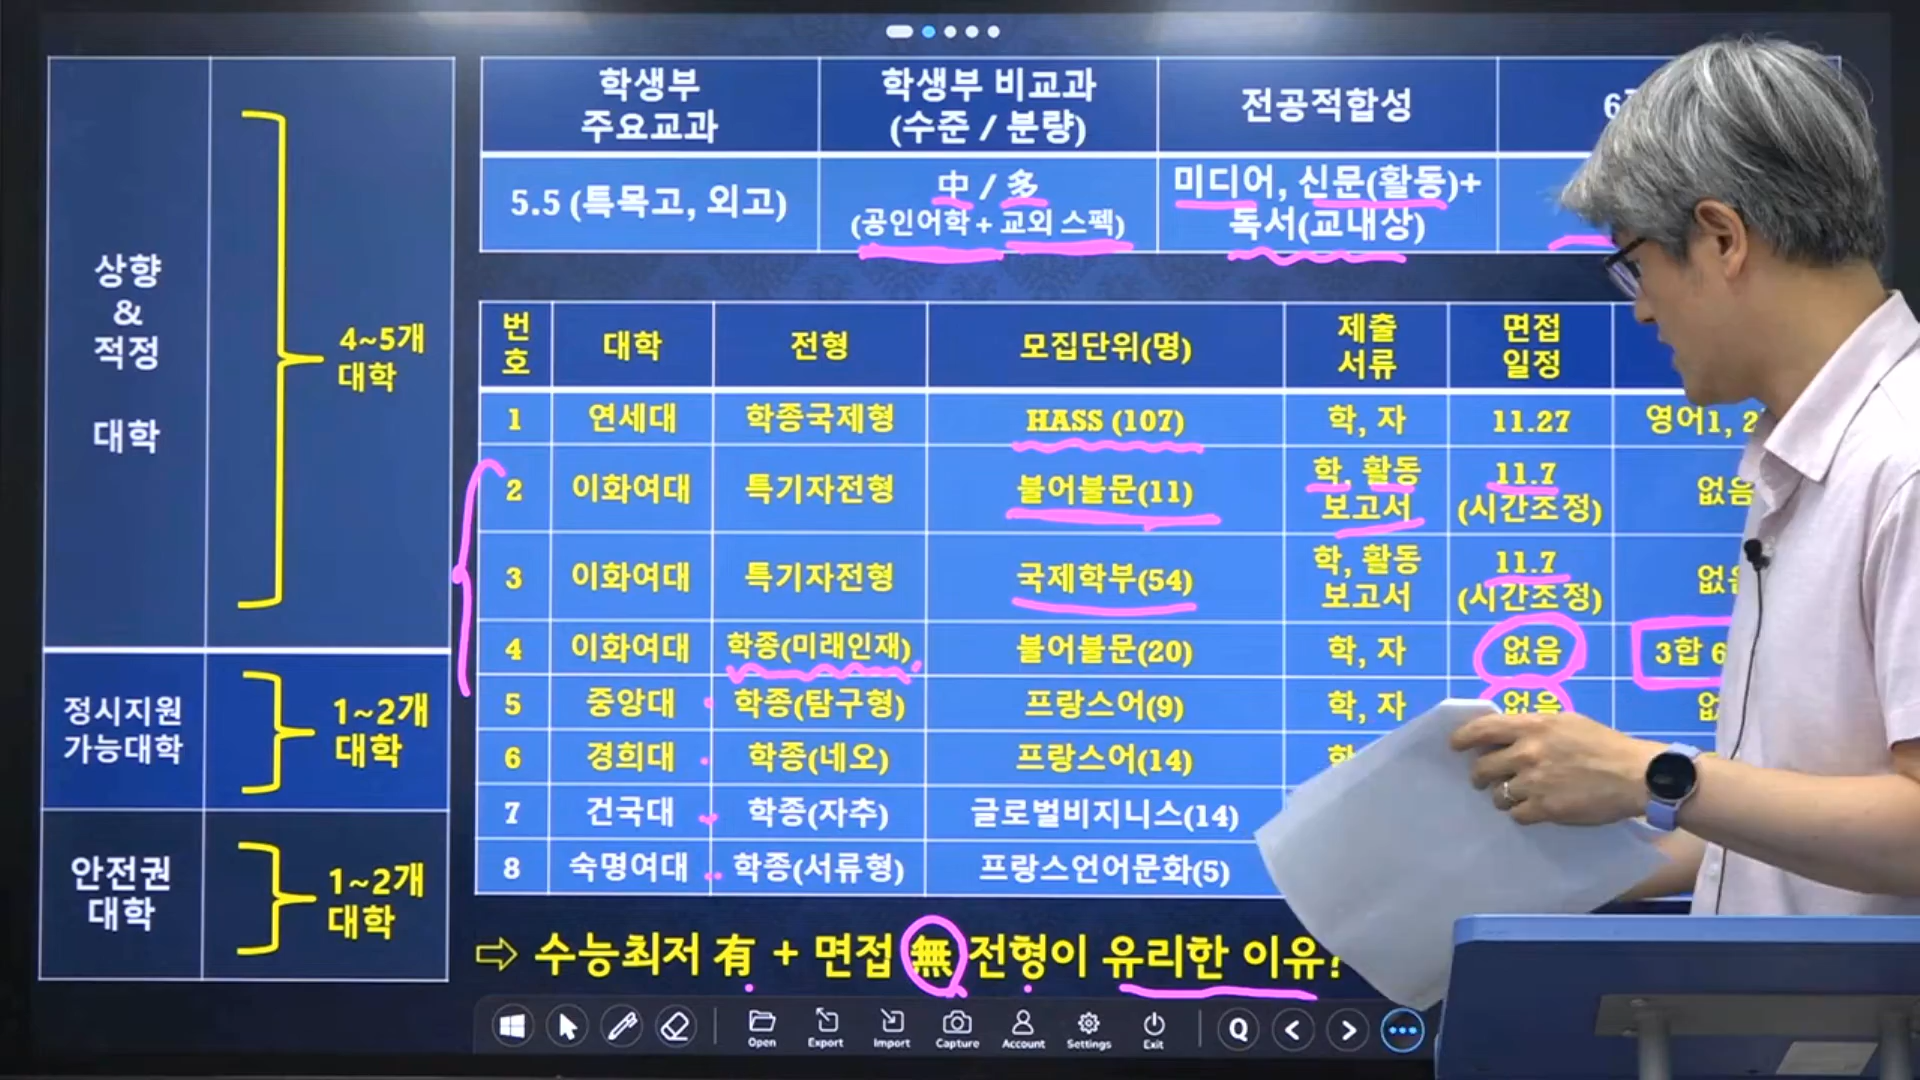 상향
&
적정
대학
4~5개
대학
정시지원
가능대학
1~2개
대학
안전권
대학
1~2개
대학
학생부
주요교과
학생부 비교과
(수준 / 분량)
전공적합성
5.5 (특목고, 외고)
中 / 多
(공인어학 + 교외 스펙)
미디어, 신문(활동)+
독서(교내상)
번
호
대학
전형
모집단위(명)
제출
서류
면접
일정
1 연세대 학종국제형 HASS (107) 학, 자 11.27 영어1,
2 이화여대 특기자전형 불어불문(11) 학, 활동
보고서 11.7
(시간조정) 없음
3 이화여대 특기자전형 국제학부(54) 학, 활동
보고서 11.7
(시간조정)
4 이화여대 학종(미래인재) 불어불문(20) 학, 자 없음 3합 6
5 중앙대 학종(탐구형) 프랑스어(9) 학, 자 없음
6 경희대 학종(네오) 프랑스어(14) 학
7 건국대 학종(자추) 글로벌비지니스(14)
8 숙명여대 학종(서류형) 프랑스언어문화(5)
⇨ 수능최저 有 + 면접 無 전형이 유리한 이유?
Open Export Import Capture Account Settings Exit